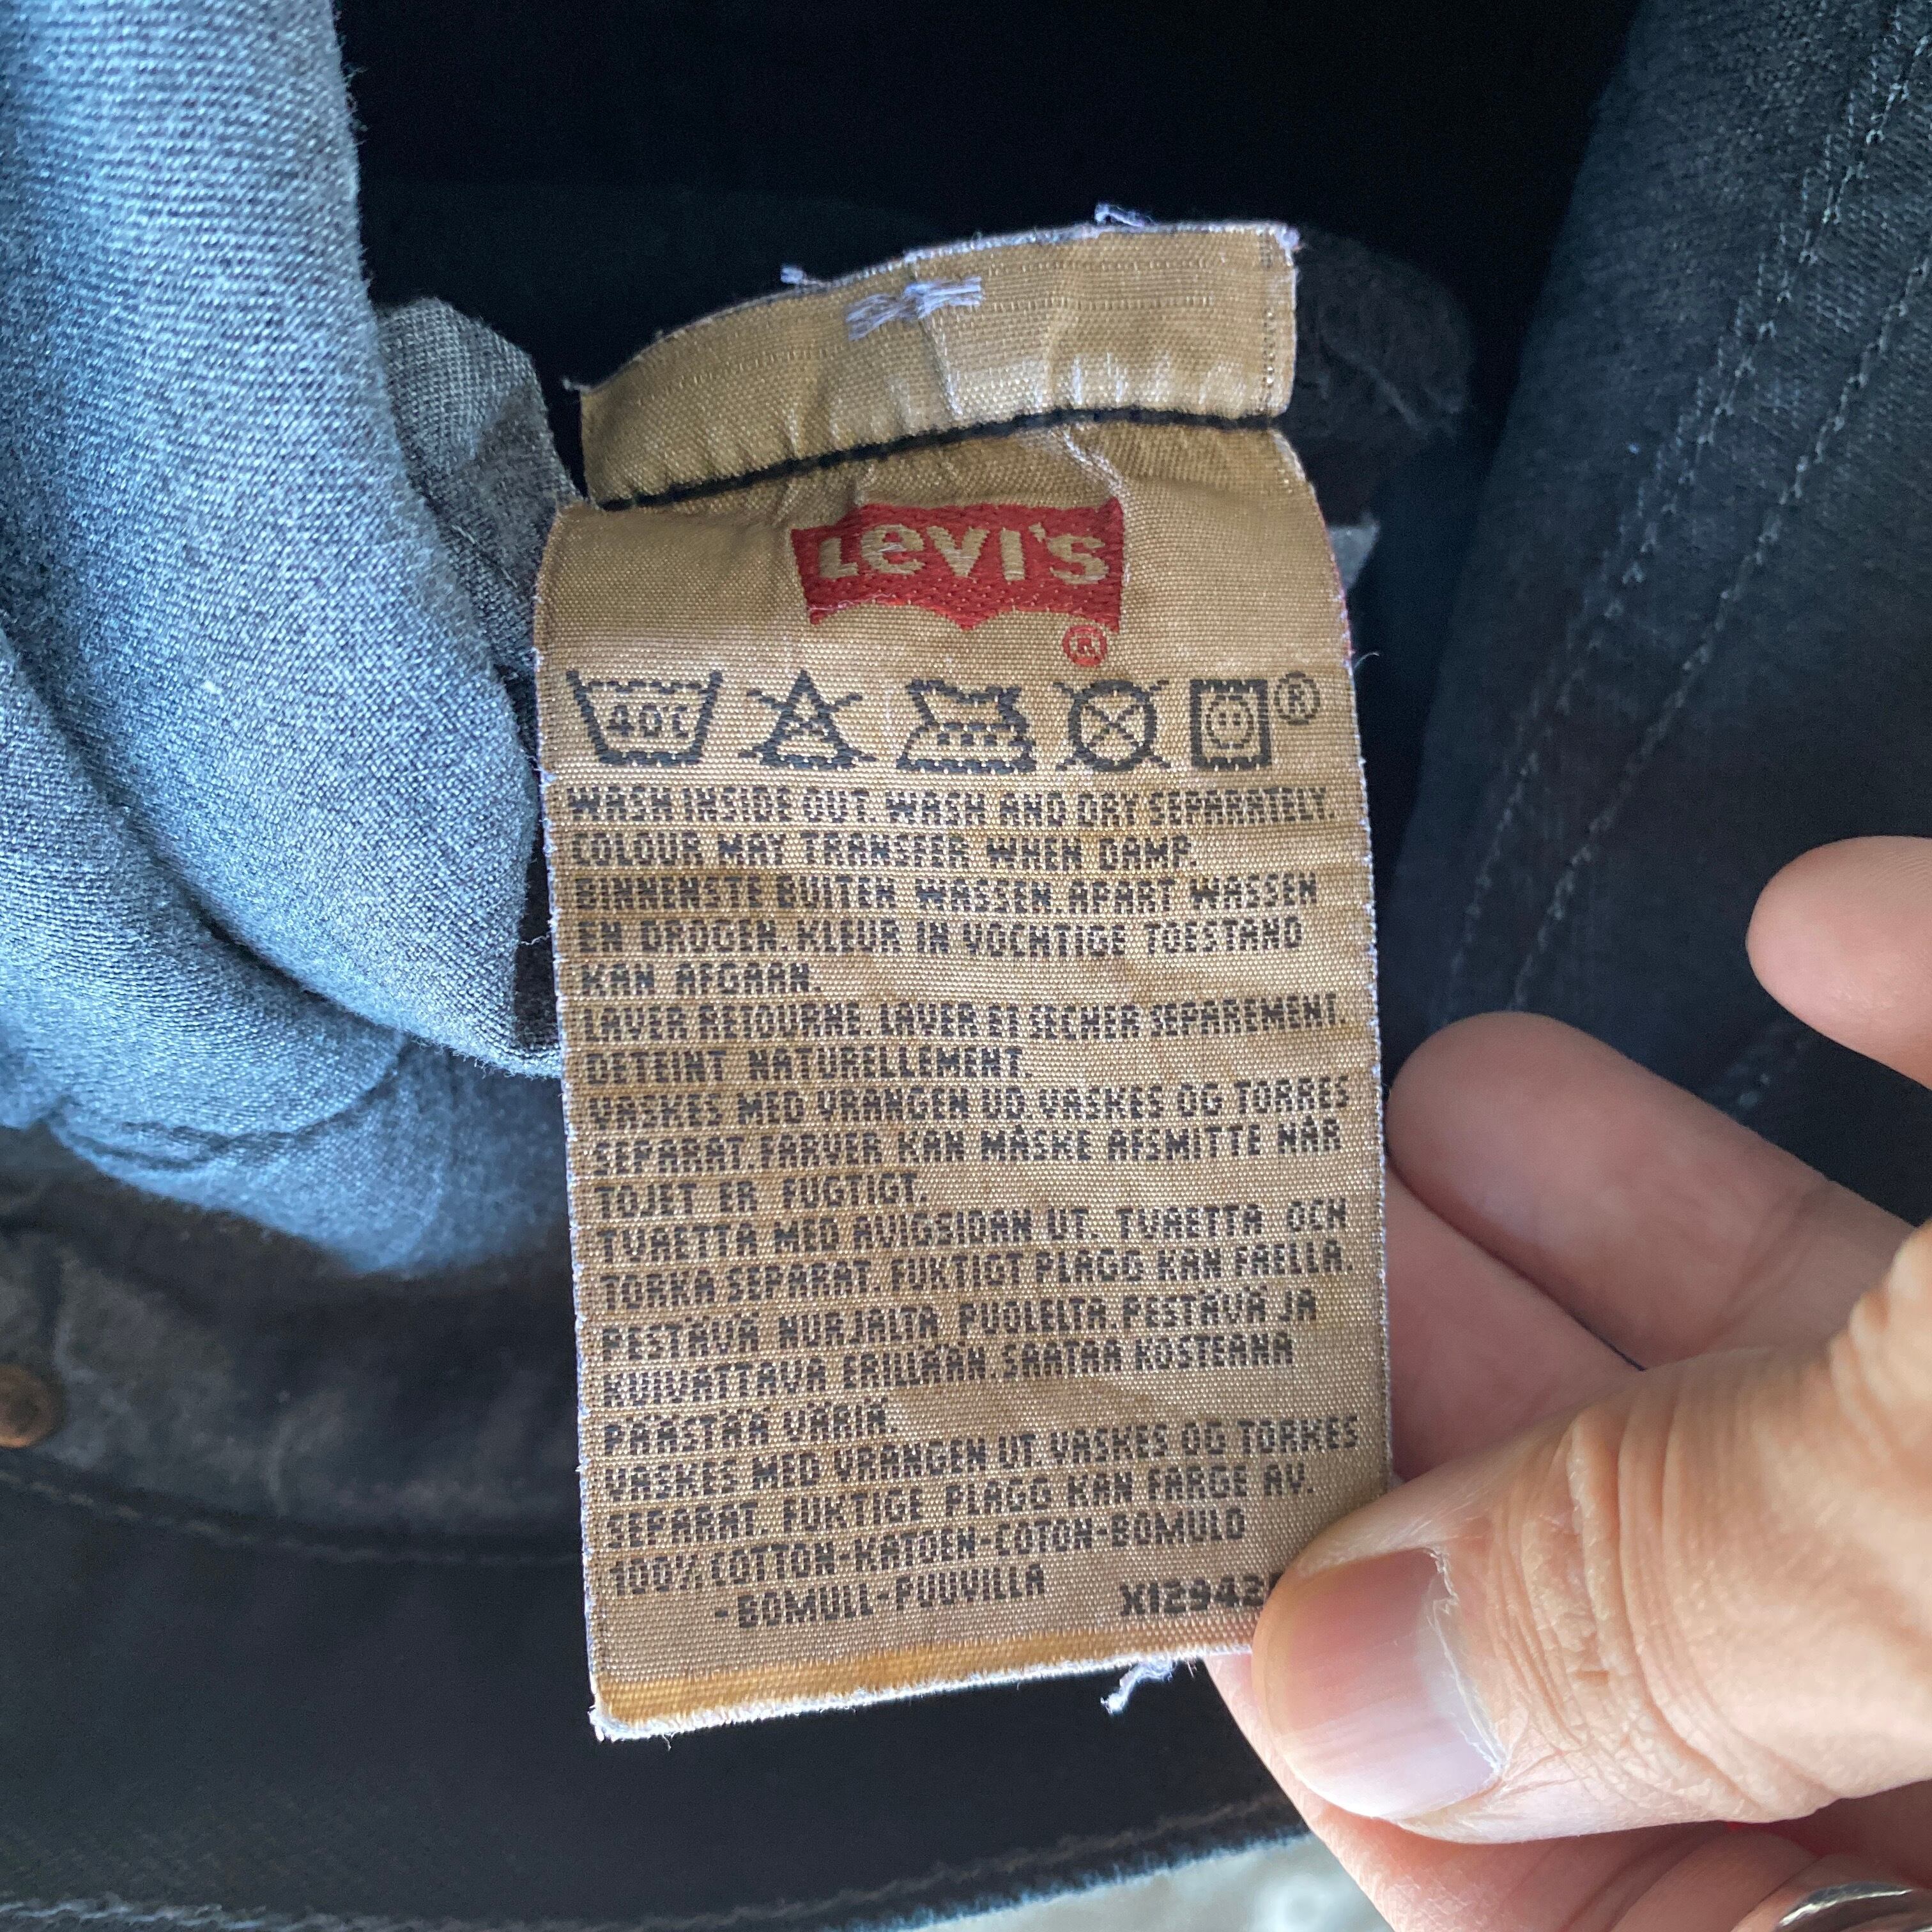 Levi's
®
40°C
®
WASH INSIDE OUT. WASH AND DRY SEPARATELY.
COLOUR MAY TRANSFER WHEN DAMP.
BINNENSTE BUITEN WASSEN. APART WASSEN
EN DROGEN. KLEUR IN VOCHTIGE TOESTAND
KAN AFGAAN.
LAVER RETOURNE. LAVER ET SECHER SEPAREMENT.
DETEINT NATURELLEMENT.
VASKES MED VRANGEN UD. VASKES OG TORRES
SEPARAT. FARVER KAN MÅSKE AFSMITTE NÅR
TOJET ER FUGTIGT.
TVAETTA MED AVIGSIDAN UT. TVAETTA OCH
TORKA SEPARAT. FUKTIGT PLAGG KAN FAELLA.
PESTÄVÄ NURJALTA PUOLELTA. PESTÄVÄ JA
KUIVATTAVA ERILLÄÄN. SAATAA KOSTEANA
PÄÄSTÄÄ VÄRIÄ.
VASKES MED VRANGEN UT. VASKES OG TORKES
SEPARAT. FUKTIGE PLAGG KAN FARGE AV.
100% COTTON-KATOEN-COTON-BOMULD
-BOMULL-PUUVILLA